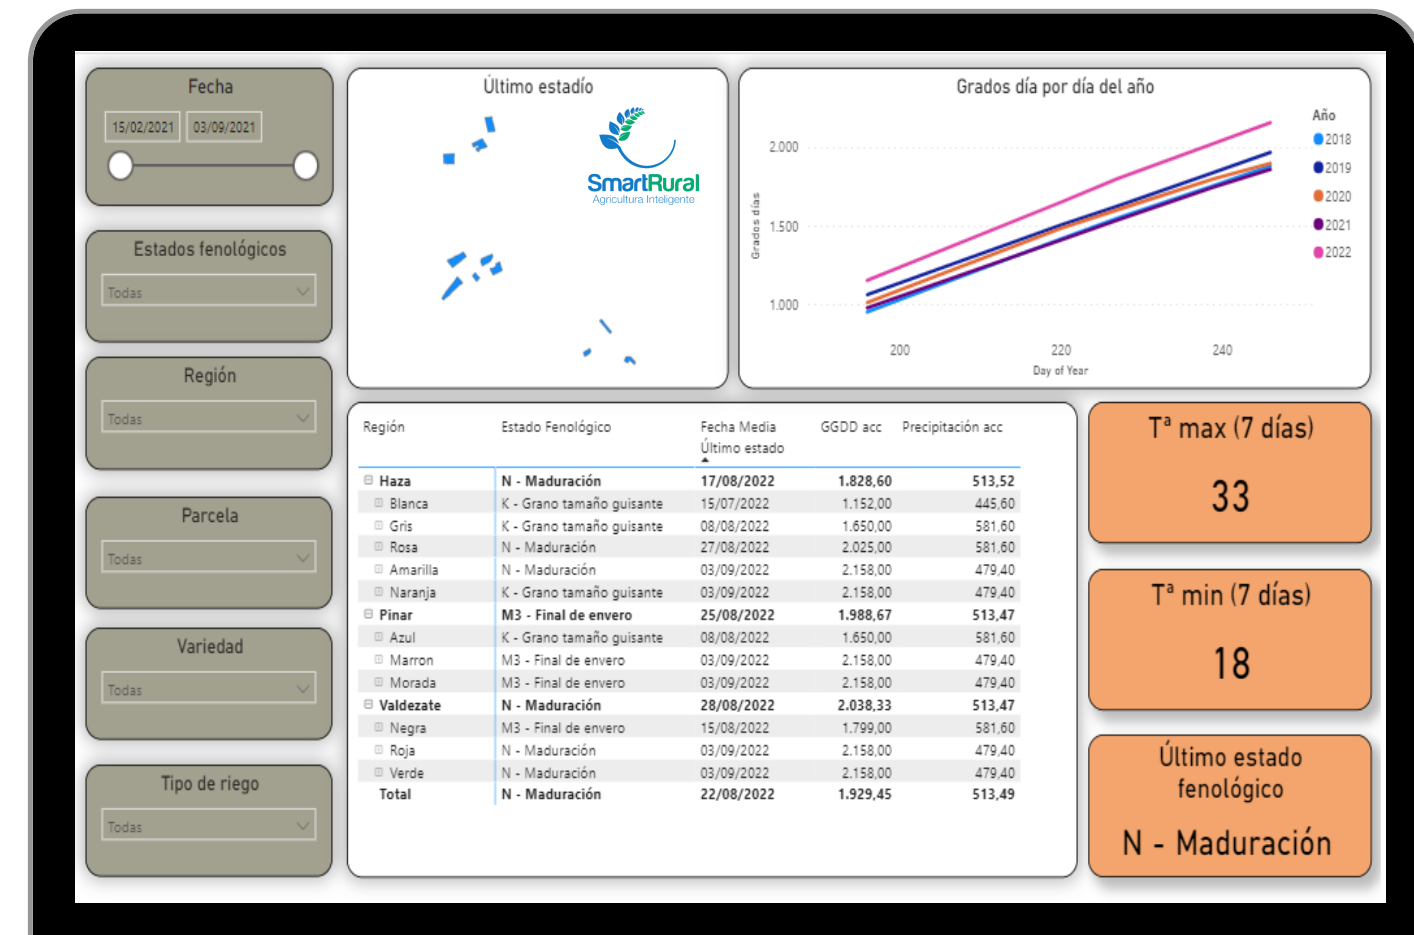 Fecha
15/02/2021 03/09/2021
Estados fenológicos
Todas
Región
Todas
Parcela
Todas
Variedad
Todas
Tipo de riego
Todas
Último estadío
SmartRural
Agricultura Inteligente
Grados día por día del año
Grados días
2.000
1.500
1.000
200 220 240
Day of Year
Año
2018
2019
2020
2021
2022
Región Estado Fenológico Fecha Media GGDD acc Precipitación acc
Último estado
Haza N - Maduración 17/08/2022 1.828,60 513,52
Blanca K - Grano tamaño guisante 15/07/2022 1.152,00 445,60
Gris K - Grano tamaño guisante 08/08/2022 1.650,00 581,60
Rosa N - Maduración 27/08/2022 2.025,00 581,60
Amarilla N - Maduración 03/09/2022 2.158,00 479,40
Naranja K - Grano tamaño guisante 03/09/2022 2.158,00 479,40
Pinar M3 - Final de envero 25/08/2022 1.988,67 513,47
Azul K - Grano tamaño guisante 08/08/2022 1.650,00 581,60
Marron M3 - Final de envero 03/09/2022 2.158,00 479,40
Morada M3 - Final de envero 03/09/2022 2.158,00 479,40
Valdezate N - Maduración 28/08/2022 2.038,33 513,47
Negra M3 - Final de envero 15/08/2022 1.799,00 581,60
Roja N - Maduración 03/09/2022 2.158,00 479,40
Verde N - Maduración 03/09/2022 2.158,00 479,40
Total N - Maduración 22/08/2022 1.929,45 513,49
Tª max (7 días)
33
Tª min (7 días)
18
Último estado
fenológico
N - Maduración